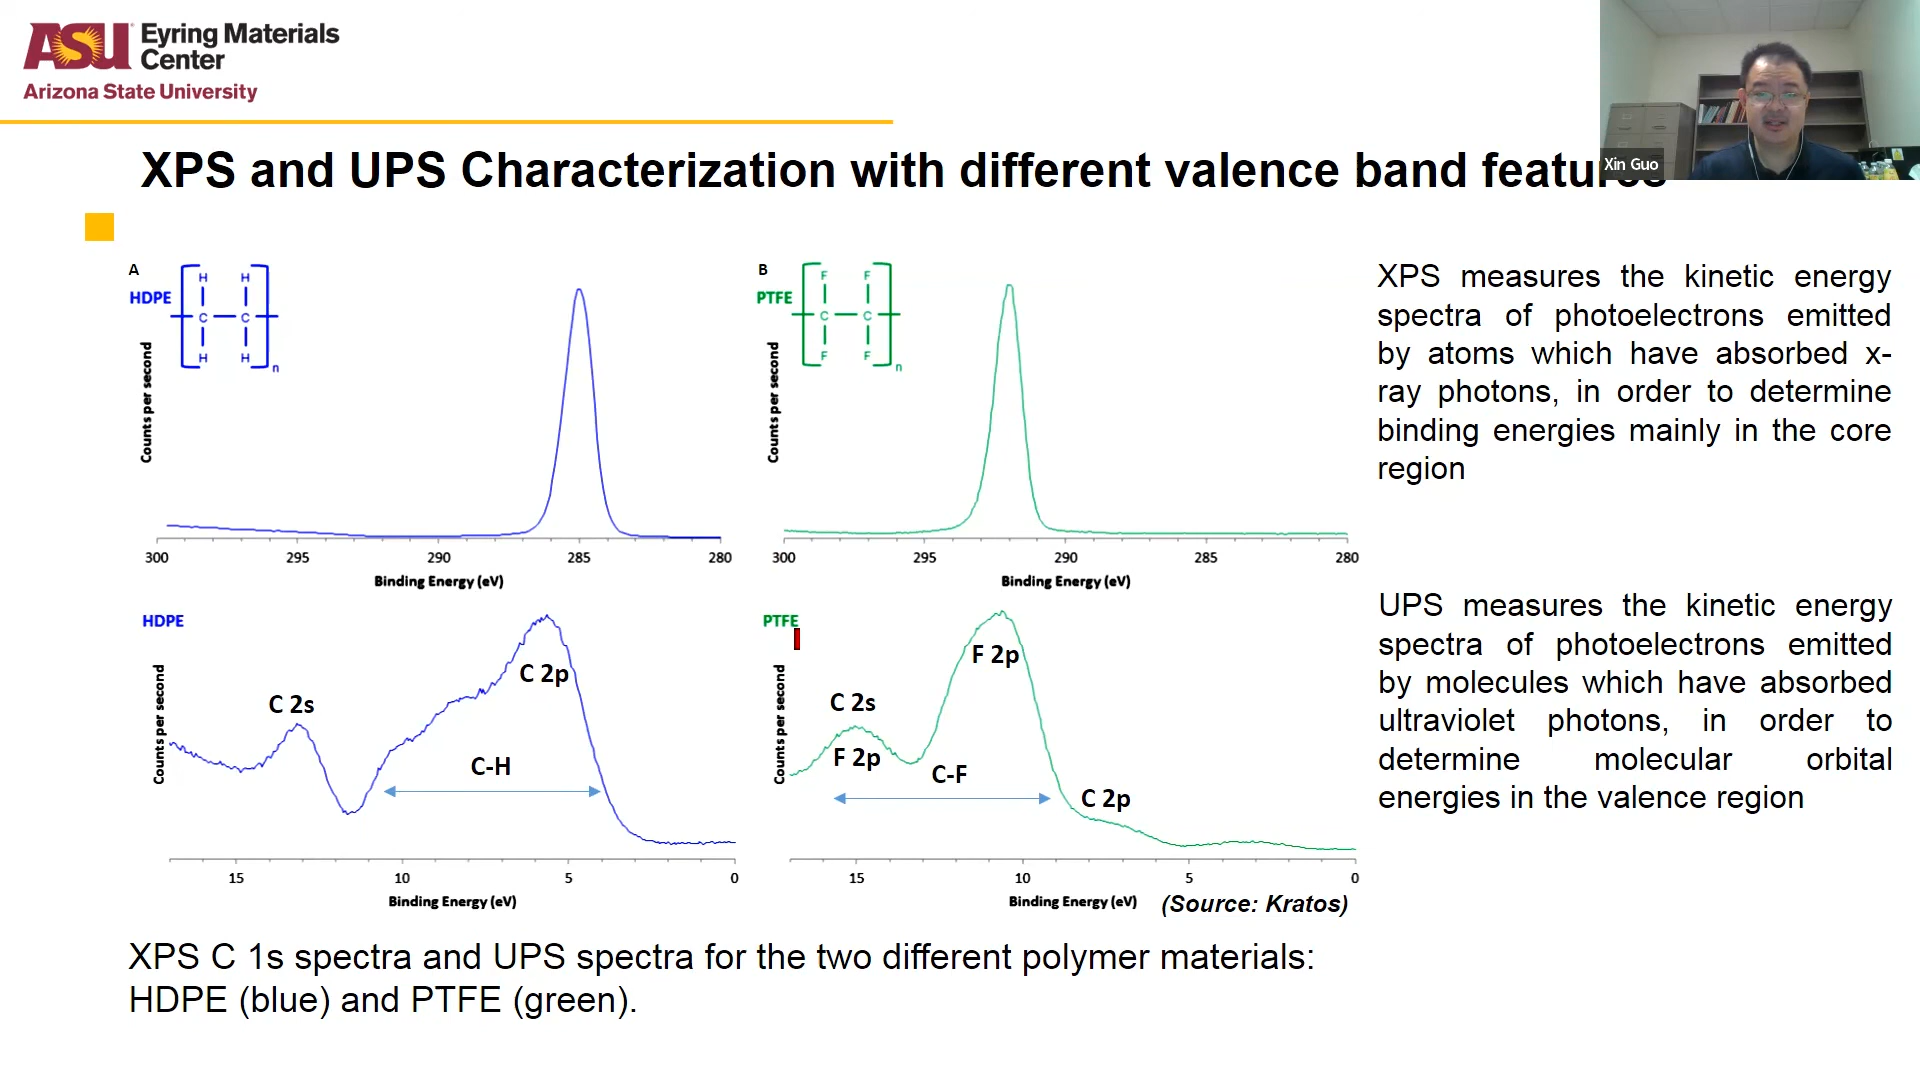 ASU Eyring Materials
Center
Arizona State University
Xin Guo
XPS and UPS Characterization with different valence band features
A
HDPE
H H
C C
H H
n
Counts per second
300 295 290 285 280
Binding Energy (eV)
B
PTFE
F F
C C
F F
n
Counts per second
300 295 290 285 280
Binding Energy (eV)
XPS measures the kinetic energy
spectra of photoelectrons emitted
by atoms which have absorbed x-
ray photons, in order to determine
binding energies mainly in the core
region
HDPE
C 2s
C 2p
C-H
Counts per second
15 10 5 0
Binding Energy (eV)
PTFE
F 2p
C 2s
F 2p
C-F
C 2p
Counts per second
15 10 5 0
Binding Energy (eV)
(Source: Kratos)
UPS measures the kinetic energy
spectra of photoelectrons emitted
by molecules which have absorbed
ultraviolet photons, in order to
determine molecular orbital
energies in the valence region
XPS C 1s spectra and UPS spectra for the two different polymer materials:
HDPE (blue) and PTFE (green).